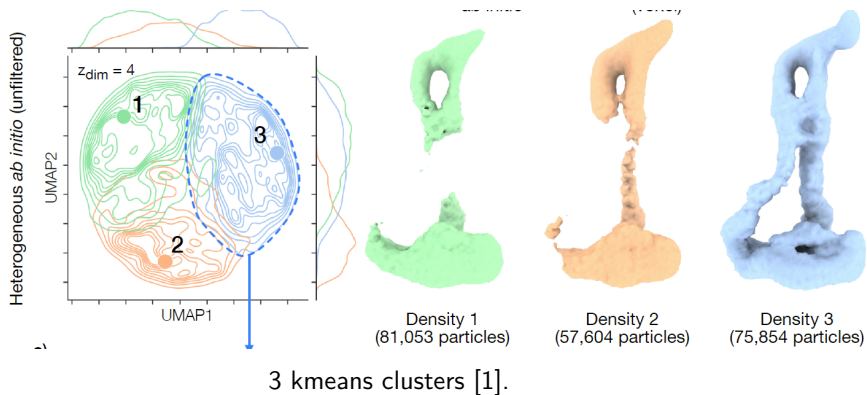 Heterogeneous ab initio (unfiltered)
zdim = 4
1
2
3
UMAP2
UMAP1
Density 1
(81,053 particles)
Density 2
(57,604 particles)
Density 3
(75,854 particles)
3 kmeans clusters [1].